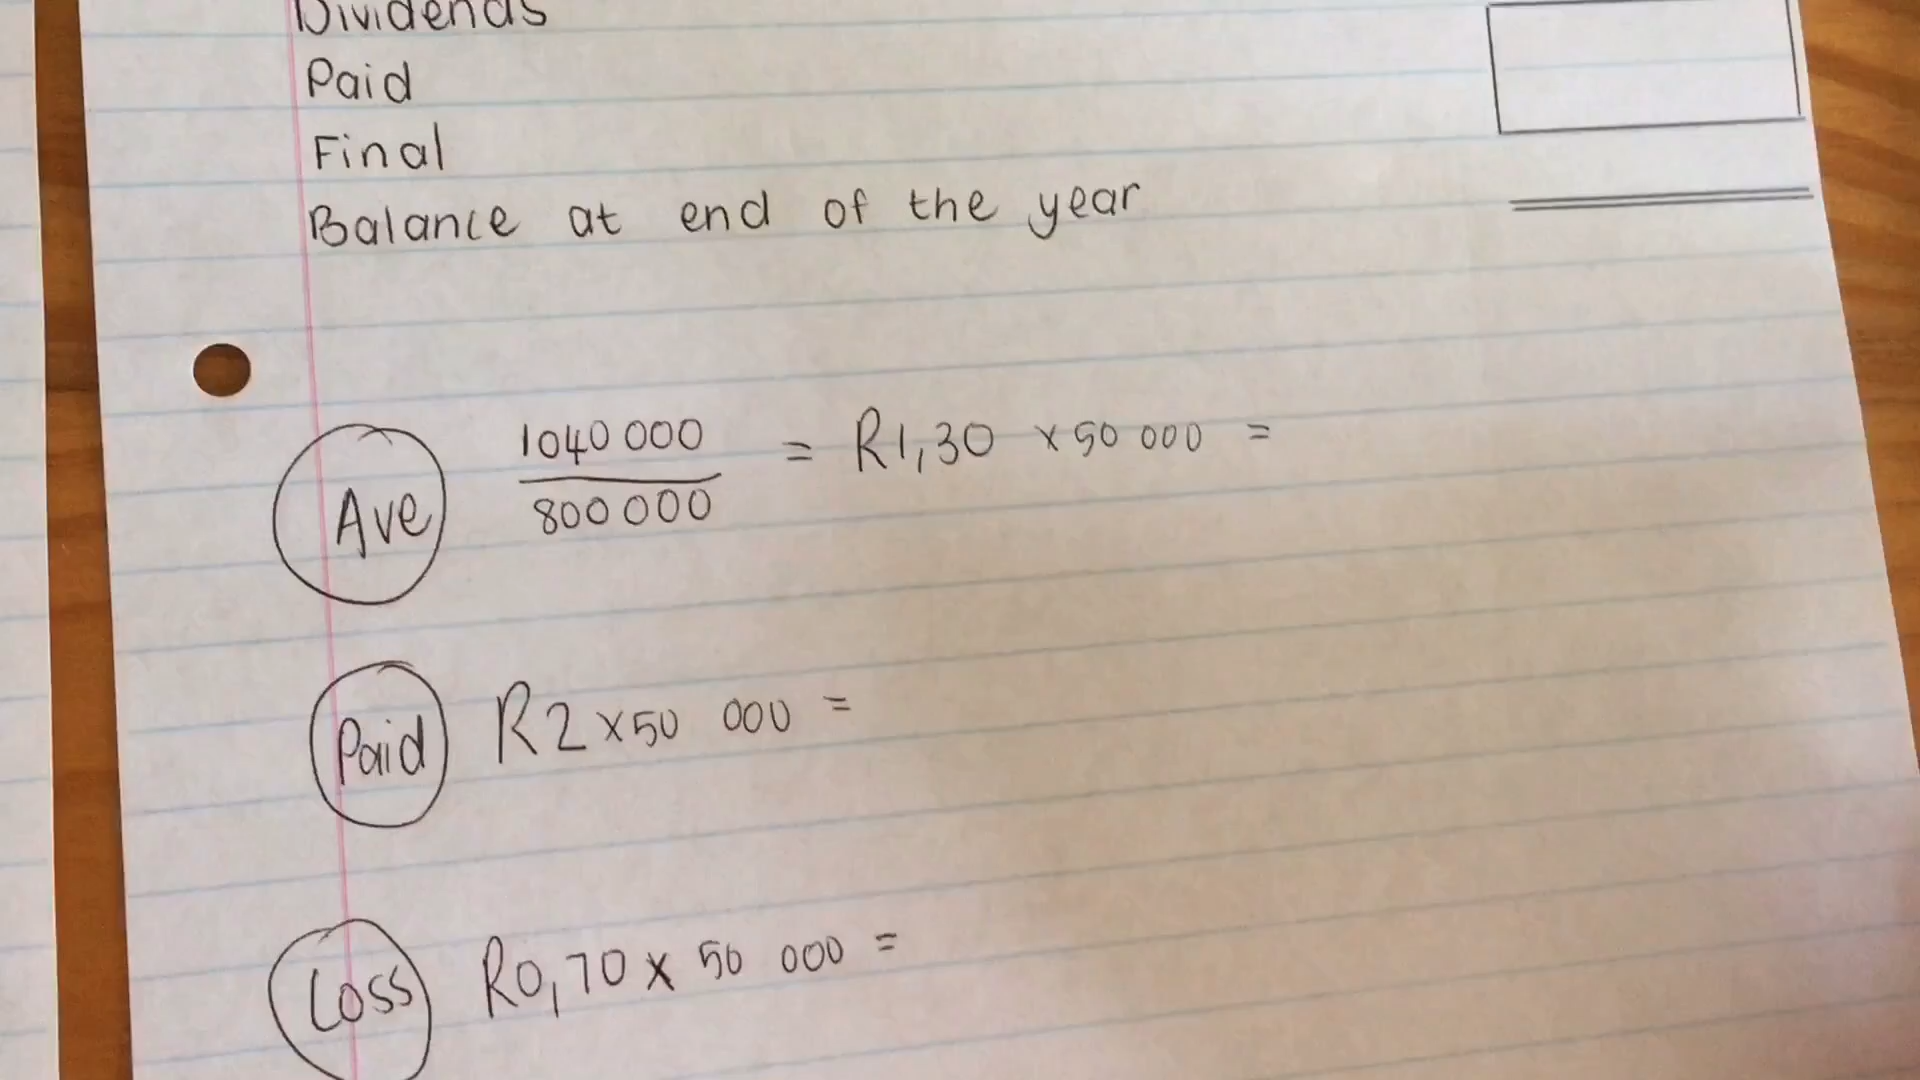 Dividends
Paid
Final
Balance at end of the year
1040 000
800 000
= R1,30 x 50 000 =
Ave
Paid R2 x 50 000 =
Loss R0,70 x 50 000 =